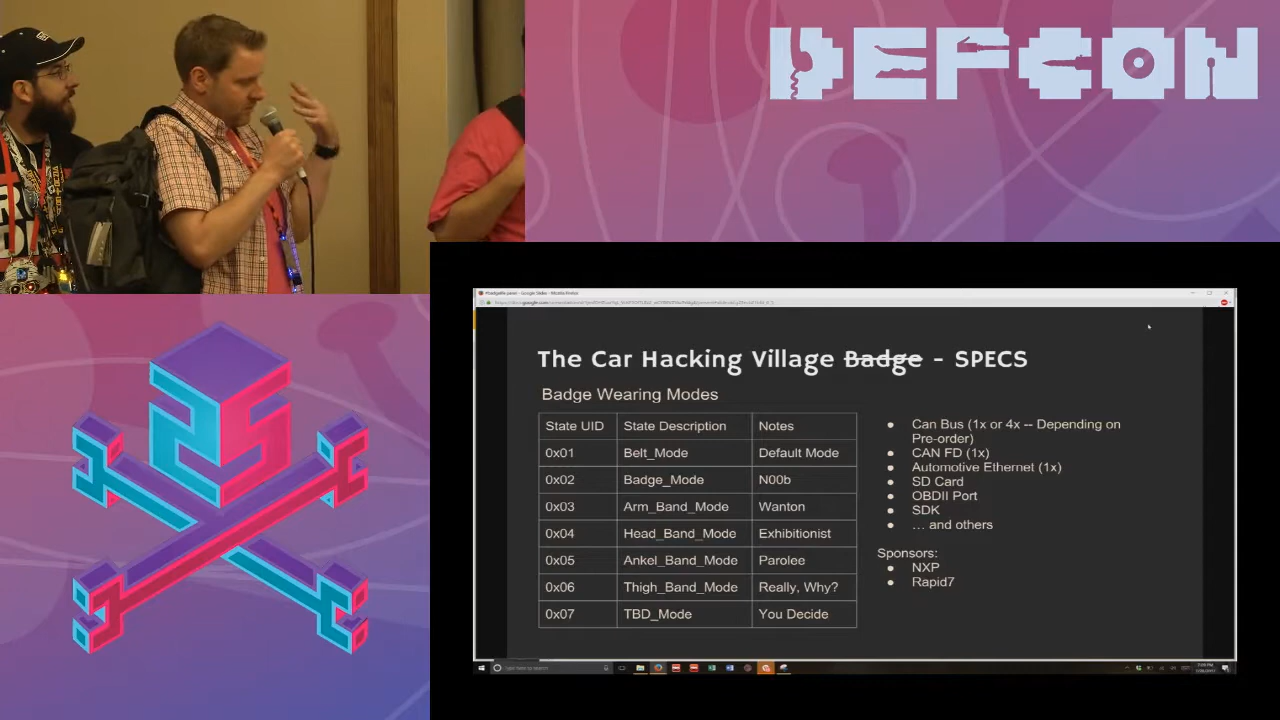 DEFCON
The Car Hacking Village Badge - SPECS
Badge Wearing Modes
State UID State Description Notes
0x01 Belt_Mode Default Mode
0x02 Badge_Mode N00b
0x03 Arm_Band_Mode Wanton
0x04 Head_Band_Mode Exhibitionist
0x05 Ankel_Band_Mode Parolee
0x06 Thigh_Band_Mode Really, Why?
0x07 TBD_Mode You Decide
Can Bus (1x or 4x -- Depending on
Pre-order)
CAN FD (1x)
Automotive Ethernet (1x)
SD Card
OBDII Port
SDK
... and others
Sponsors:
NXP
Rapid7